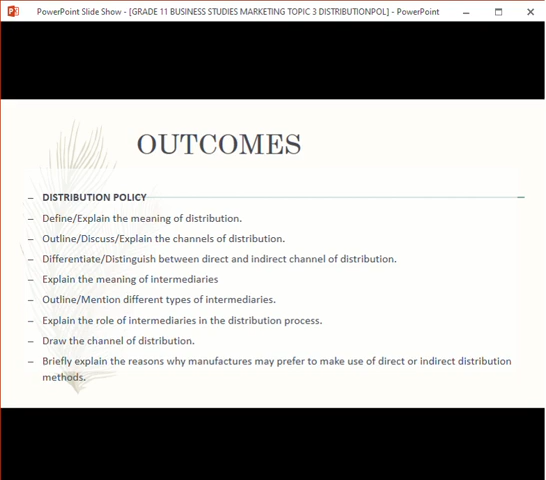 PowerPoint Slide Show - [GRADE 11 BUSINESS STUDIES MARKETING TOPIC 3 DISTRIBUTIONPOL] - PowerPoint
OUTCOMES
– DISTRIBUTION POLICY
– Define/Explain the meaning of distribution.
– Outline/Discuss/Explain the channels of distribution.
– Differentiate/Distinguish between direct and indirect channel of distribution.
– Explain the meaning of intermediaries
– Outline/Mention different types of intermediaries.
– Explain the role of intermediaries in the distribution process.
– Draw the channel of distribution.
– Briefly explain the reasons why manufactures may prefer to make use of direct or indirect distribution
methods.